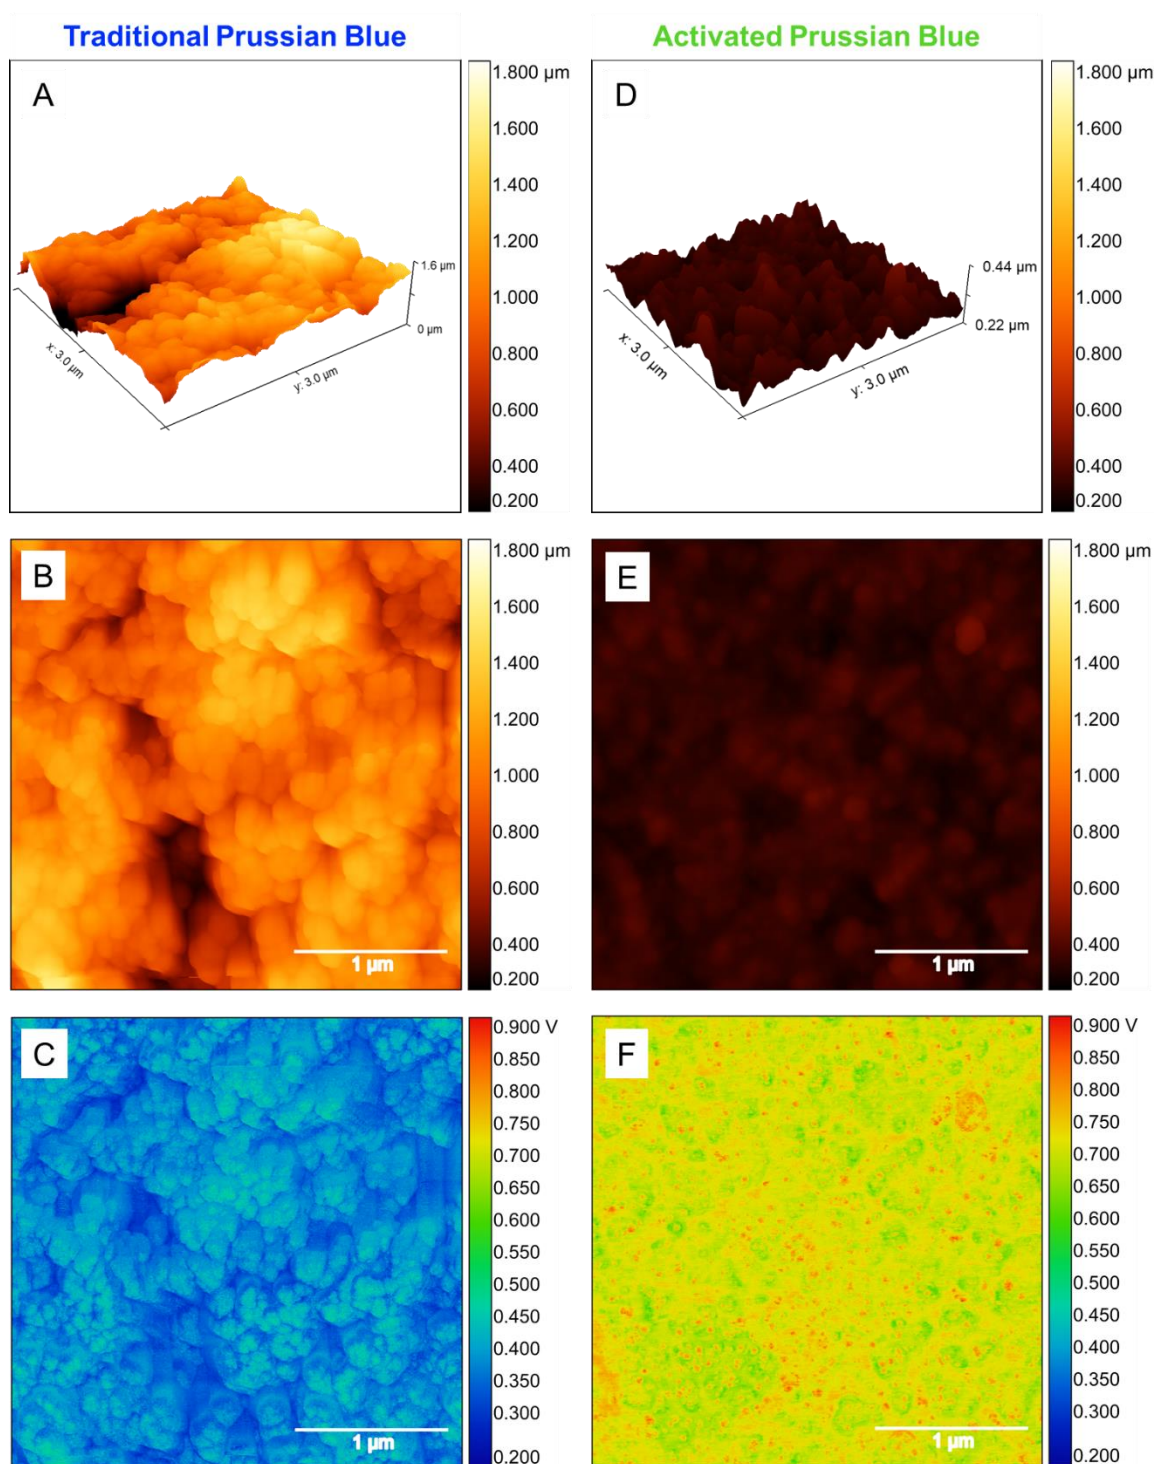 Traditional Prussian Blue
Activated Prussian Blue
A
1.6 µm
0 µm
x: 3.0 µm
y: 3.0 µm
1.800 µm
1.600
1.400
1.200
1.000
0.800
0.600
0.400
0.200
D
0.44 µm
0.22 µm
x: 3.0 µm
y: 3.0 µm
1.800 µm
1.600
1.400
1.200
1.000
0.800
0.600
0.400
0.200
B
1 µm
1.800 µm
1.600
1.400
1.200
1.000
0.800
0.600
0.400
0.200
E
1 µm
1.800 µm
1.600
1.400
1.200
1.000
0.800
0.600
0.400
0.200
C
1 µm
0.900 V
0.850
0.800
0.750
0.700
0.650
0.600
0.550
0.500
0.450
0.400
0.350
0.300
0.200
F
1 µm
0.900 V
0.850
0.800
0.750
0.700
0.650
0.600
0.550
0.500
0.450
0.400
0.350
0.300
0.200